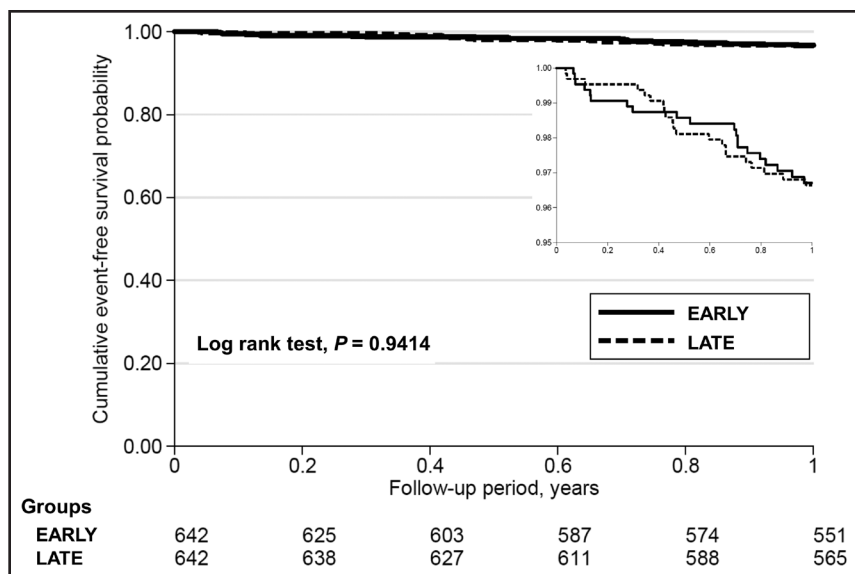 Cumulative event-free survival probability
1.00
0.80
0.60
0.40
0.20
0.00
0 0.2 0.4 0.6 0.8 1
Follow-up period, years
1.00
0.99
0.98
0.97
0.96
0.95
0 0.2 0.4 0.6 0.8 1
EARLY
LATE
Log rank test, P = 0.9414
Groups
EARLY 642 625 603 587 574 551
LATE 642 638 627 611 588 565